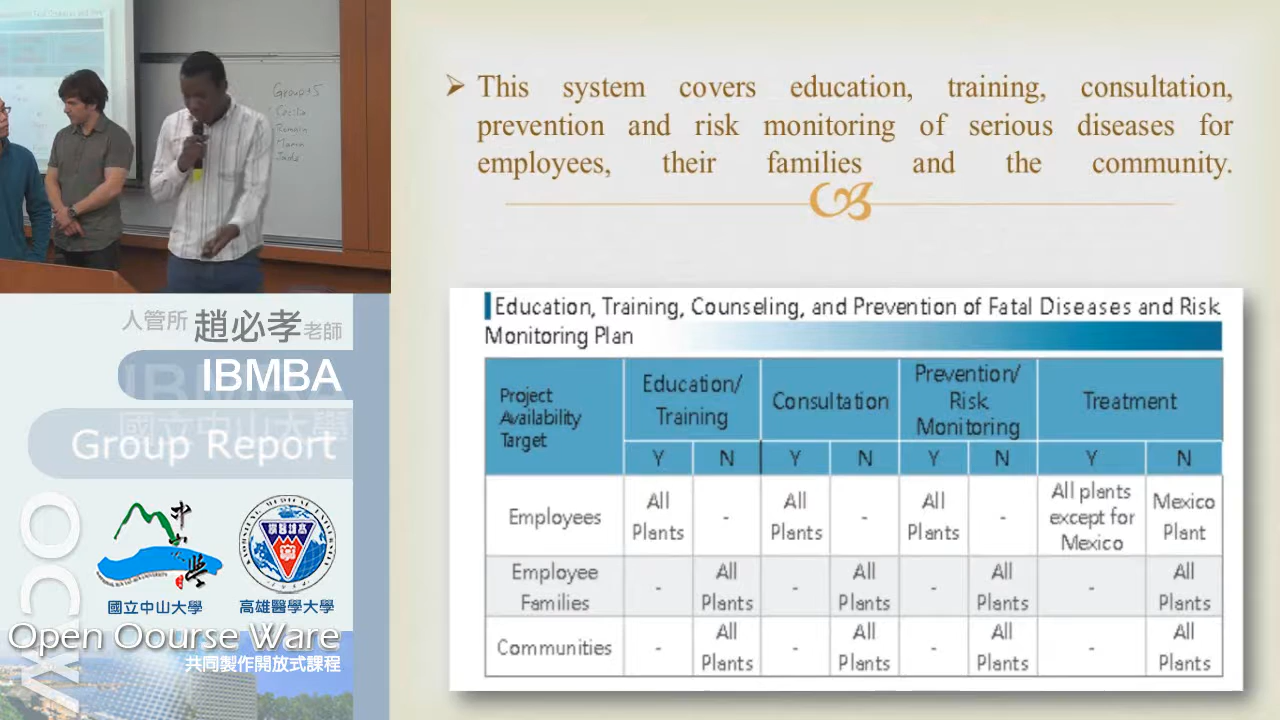 Group 5
Cecilia
Romain
人管所 趙必孝老師
IBMBA
國立中山大學
Group Report
OCW
國立中山大學
高雄醫學大學
Open Oourse Ware
共同製作開放式課程
➢ This system covers education, training, consultation,
prevention and risk monitoring of serious diseases for
employees, their families and the community.
Education, Training, Counseling, and Prevention of Fatal Diseases and Risk
Monitoring Plan
Project Availability Target Education/ Training Consultation Prevention/ Risk Monitoring Treatment
Y N Y N Y N Y N
Employees All Plants - All Plants - All Plants - All plants except for Mexico Mexico Plant
Employee Families - All Plants - All Plants - All Plants - All Plants
Communities - All Plants - All Plants - All Plants - All Plants